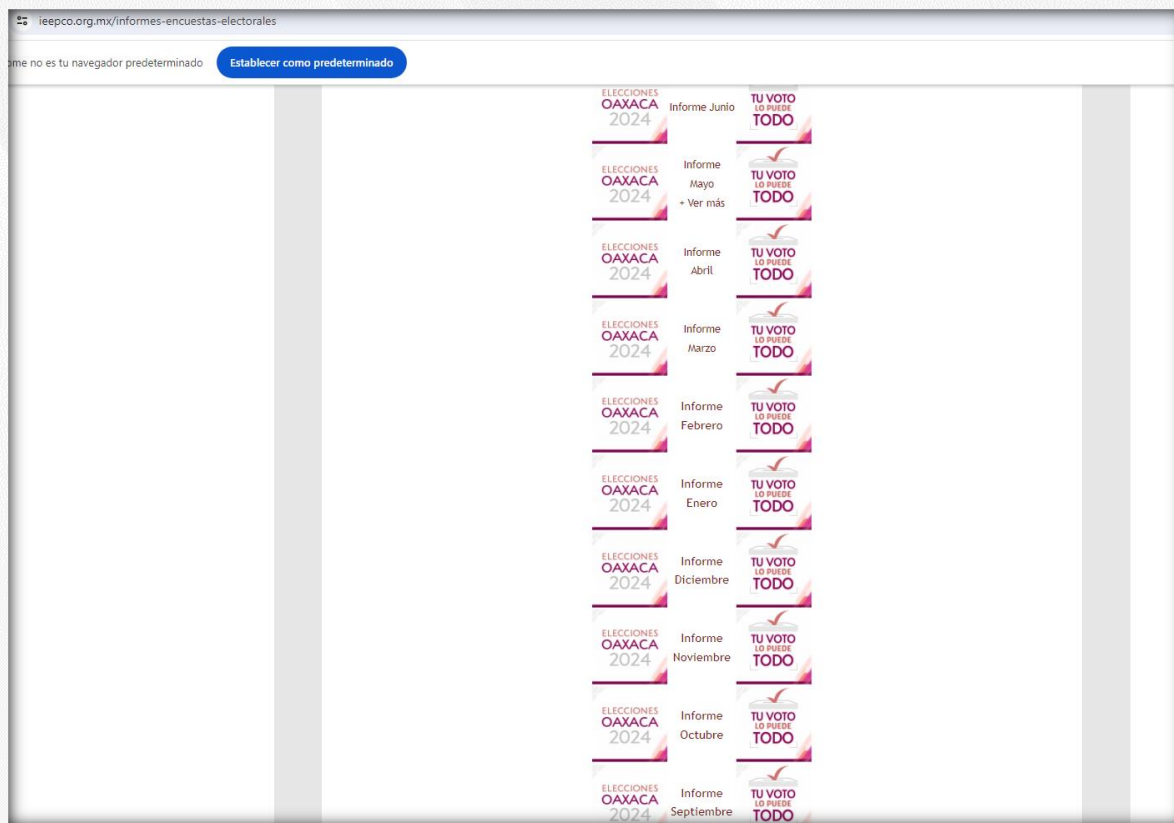 ieepco.org.mx/informes-encuestas-electorales
ome no es tu navegador predeterminado Establecer como predeterminado
ELECCIONES OAXACA 2024
Informe Junio
TU VOTO LO PUEDE TODO
ELECCIONES OAXACA 2024
Informe
Mayo
+ Ver más
TU VOTO LO PUEDE TODO
ELECCIONES OAXACA 2024
Informe
Abril
TU VOTO LO PUEDE TODO
ELECCIONES OAXACA 2024
Informe
Marzo
TU VOTO LO PUEDE TODO
ELECCIONES OAXACA 2024
Informe
Febrero
TU VOTO LO PUEDE TODO
ELECCIONES OAXACA 2024
Informe
Enero
TU VOTO LO PUEDE TODO
ELECCIONES OAXACA 2024
Informe
Diciembre
TU VOTO LO PUEDE TODO
ELECCIONES OAXACA 2024
Informe
Noviembre
TU VOTO LO PUEDE TODO
ELECCIONES OAXACA 2024
Informe
Octubre
TU VOTO LO PUEDE TODO
ELECCIONES OAXACA 2024
Informe
Septiembre
TU VOTO LO PUEDE TODO